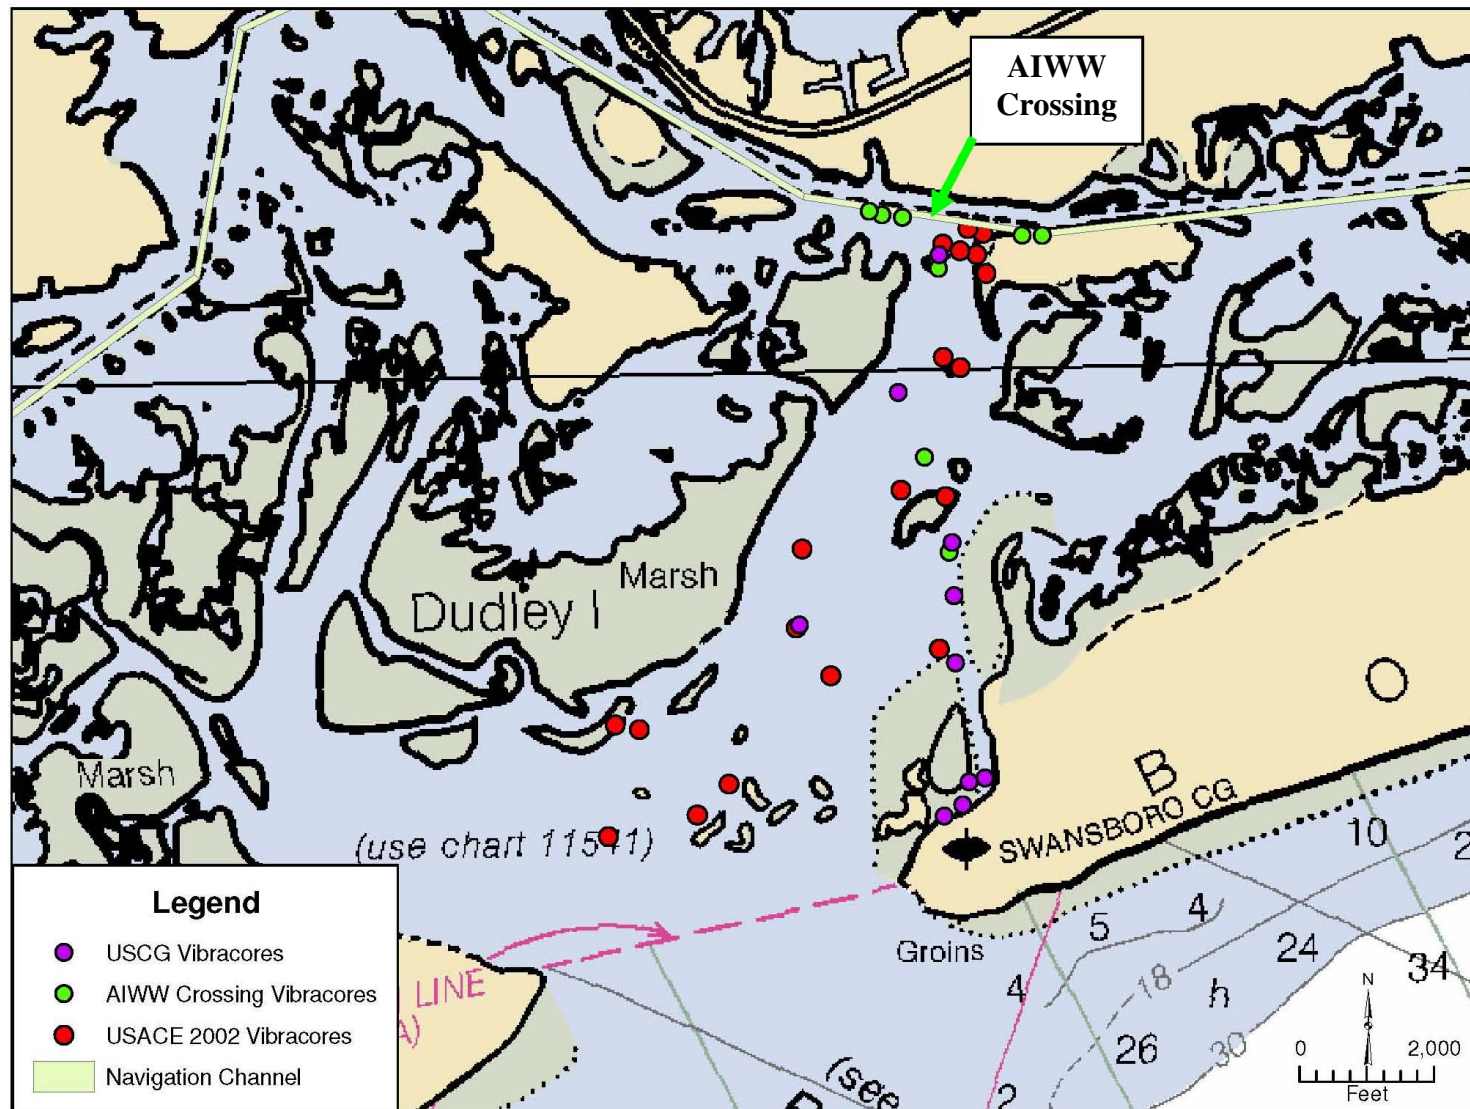 AIWW
Crossing
Marsh
Dudley I
Marsh
B
SWANSBORO CG
(use chart 11541)
10
2
4
5
24
34
Groins
LINE
A)
4
18
h
26
30
(see
2
Legend
USCG Vibracores
AIWW Crossing Vibracores
USACE 2002 Vibracores
Navigation Channel
N
0 2,000
Feet